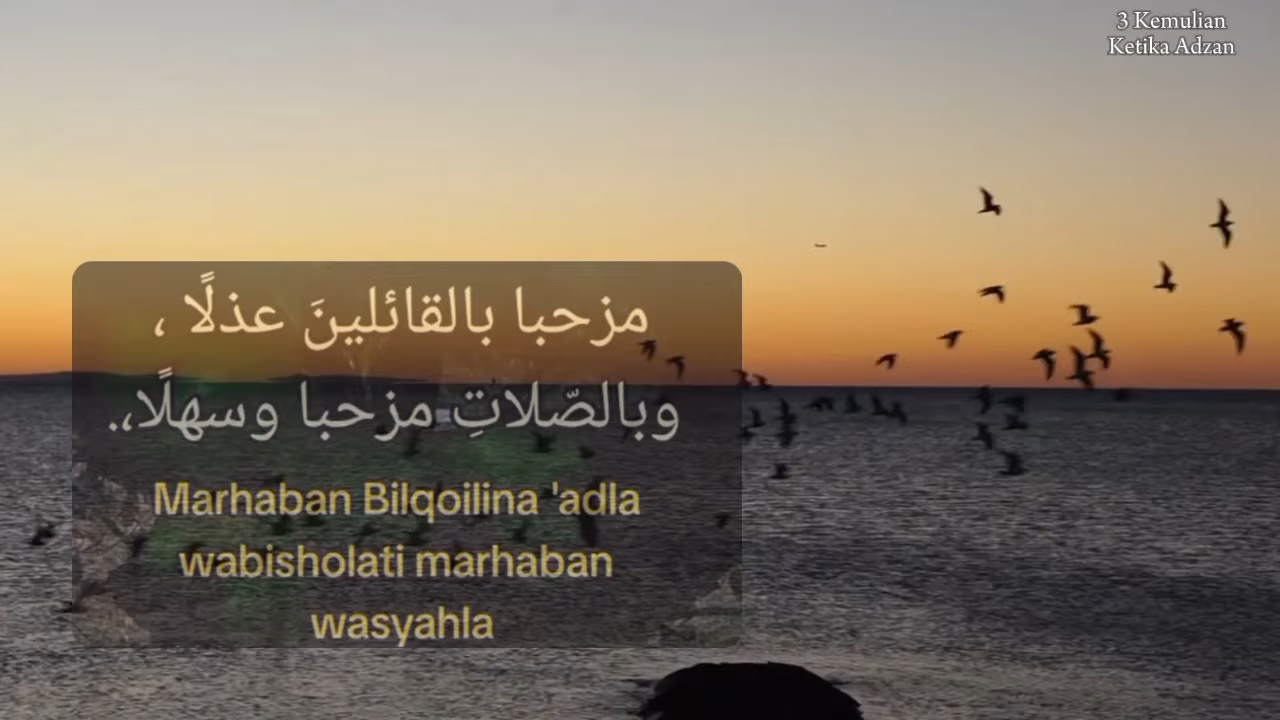 3 Kemulian
Ketika Adzan
مزحبا بالقائلينَ عذلًا ،
وبالصّلاتِ مزحبا وسهلًا،.
Marhaban Bilqoilina 'adla
wabisholati marhaban
wasyahla